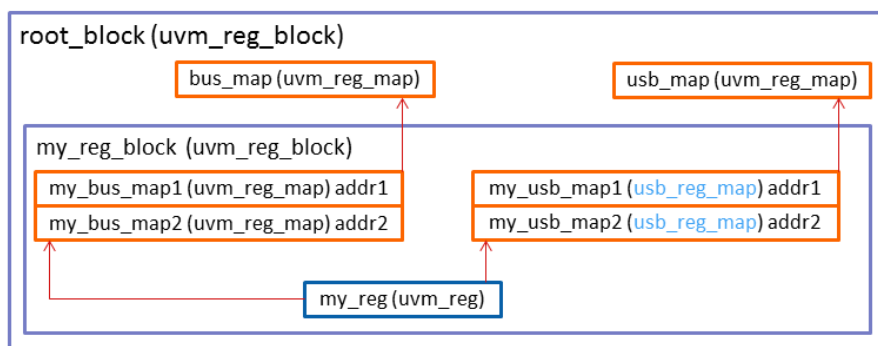 root_block (uvm_reg_block)
bus_map (uvm_reg_map)
usb_map (uvm_reg_map)
my_reg_block (uvm_reg_block)
my_bus_map1 (uvm_reg_map) addr1
my_usb_map1 (usb_reg_map) addr1
my_bus_map2 (uvm_reg_map) addr2
my_usb_map2 (usb_reg_map) addr2
my_reg (uvm_reg)